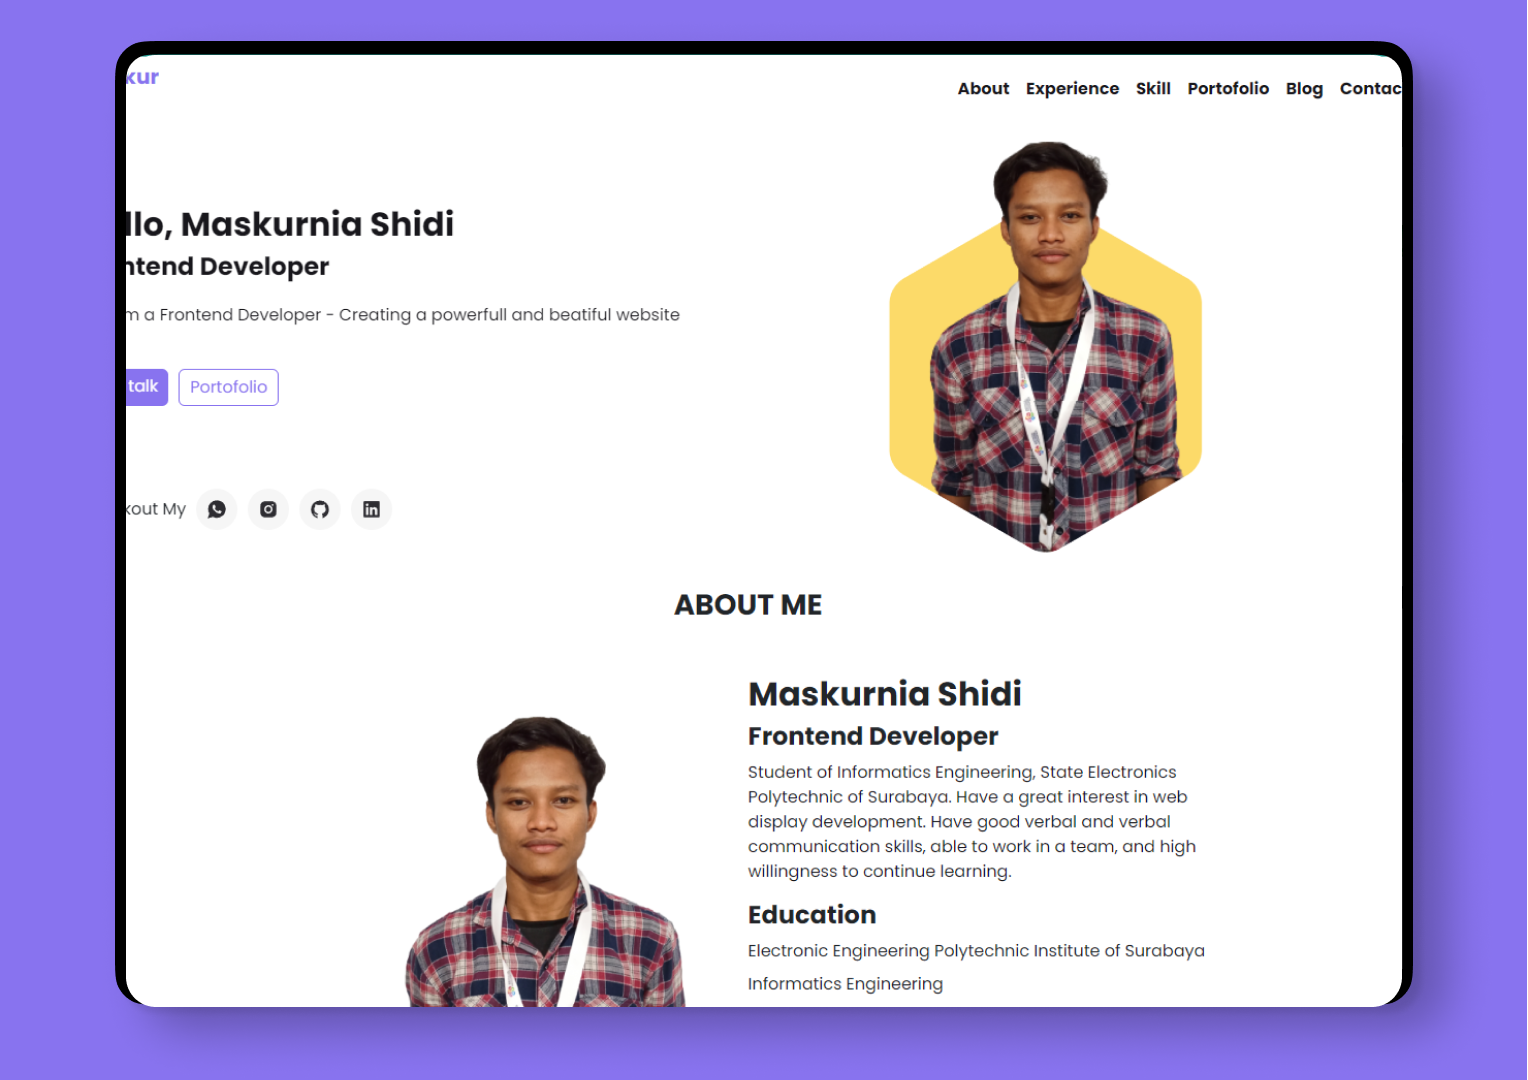 kur
About Experience Skill Portofolio Blog Contac
llo, Maskurnia Shidi
ntend Developer
m a Frontend Developer - Creating a powerfull and beatiful website
talk Portofolio
kout My
ABOUT ME
Maskurnia Shidi
Frontend Developer
Student of Informatics Engineering, State Electronics
Polytechnic of Surabaya. Have a great interest in web
display development. Have good verbal and verbal
communication skills, able to work in a team, and high
willingness to continue learning.
Education
Electronic Engineering Polytechnic Institute of Surabaya
Informatics Engineering